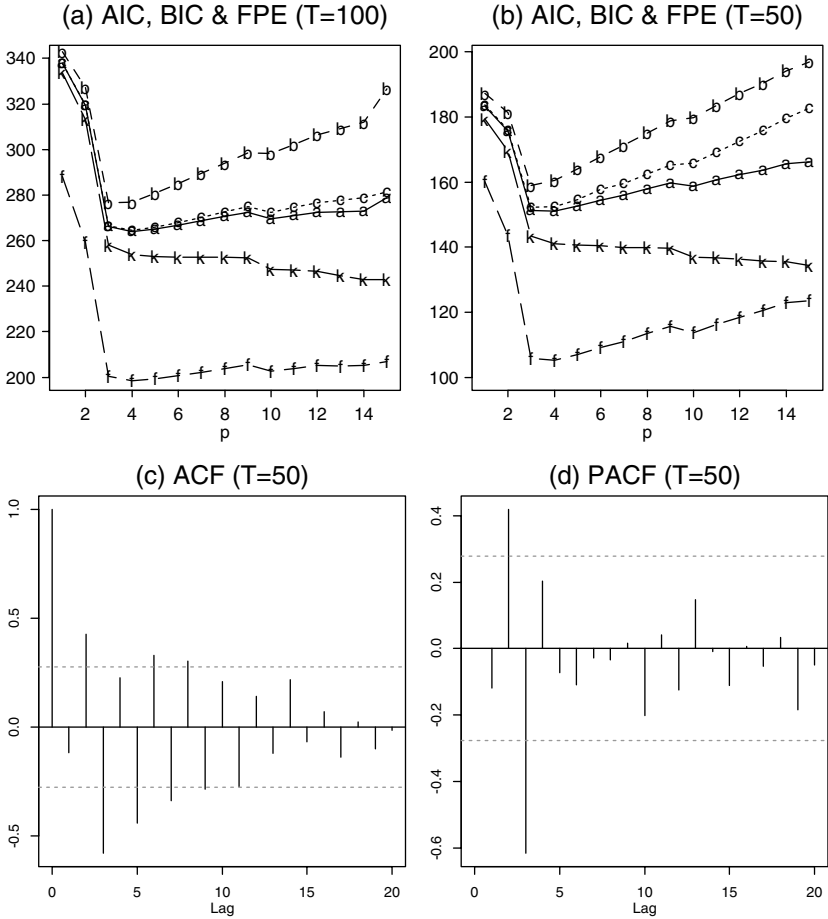 (a) AIC, BIC & FPE (T=100)
340
320
300
280
260
240
220
200
b b b b b b b b b b b b b b b
c c c c c c c c c c c c c c c
a a a a a a a a a a a a a a a
k k k k k k k k k k k k k k k
f f f f f f f f f f f f f f f
2 4 6 8 10 12 14
p
(b) AIC, BIC & FPE (T=50)
200
180
160
140
120
100
b b b b b b b b b b b b b b b
c c c c c c c c c c c c c c c
a a a a a a a a a a a a a a a
k k k k k k k k k k k k k k k
f f f f f f f f f f f f f f f
2 4 6 8 10 12 14
p
(c) ACF (T=50)
1.0
0.5
0.0
-0.5
0 5 10 15 20
Lag
(d) PACF (T=50)
0.4
0.2
0.0
-0.2
-0.4
-0.6
0 5 10 15 20
Lag